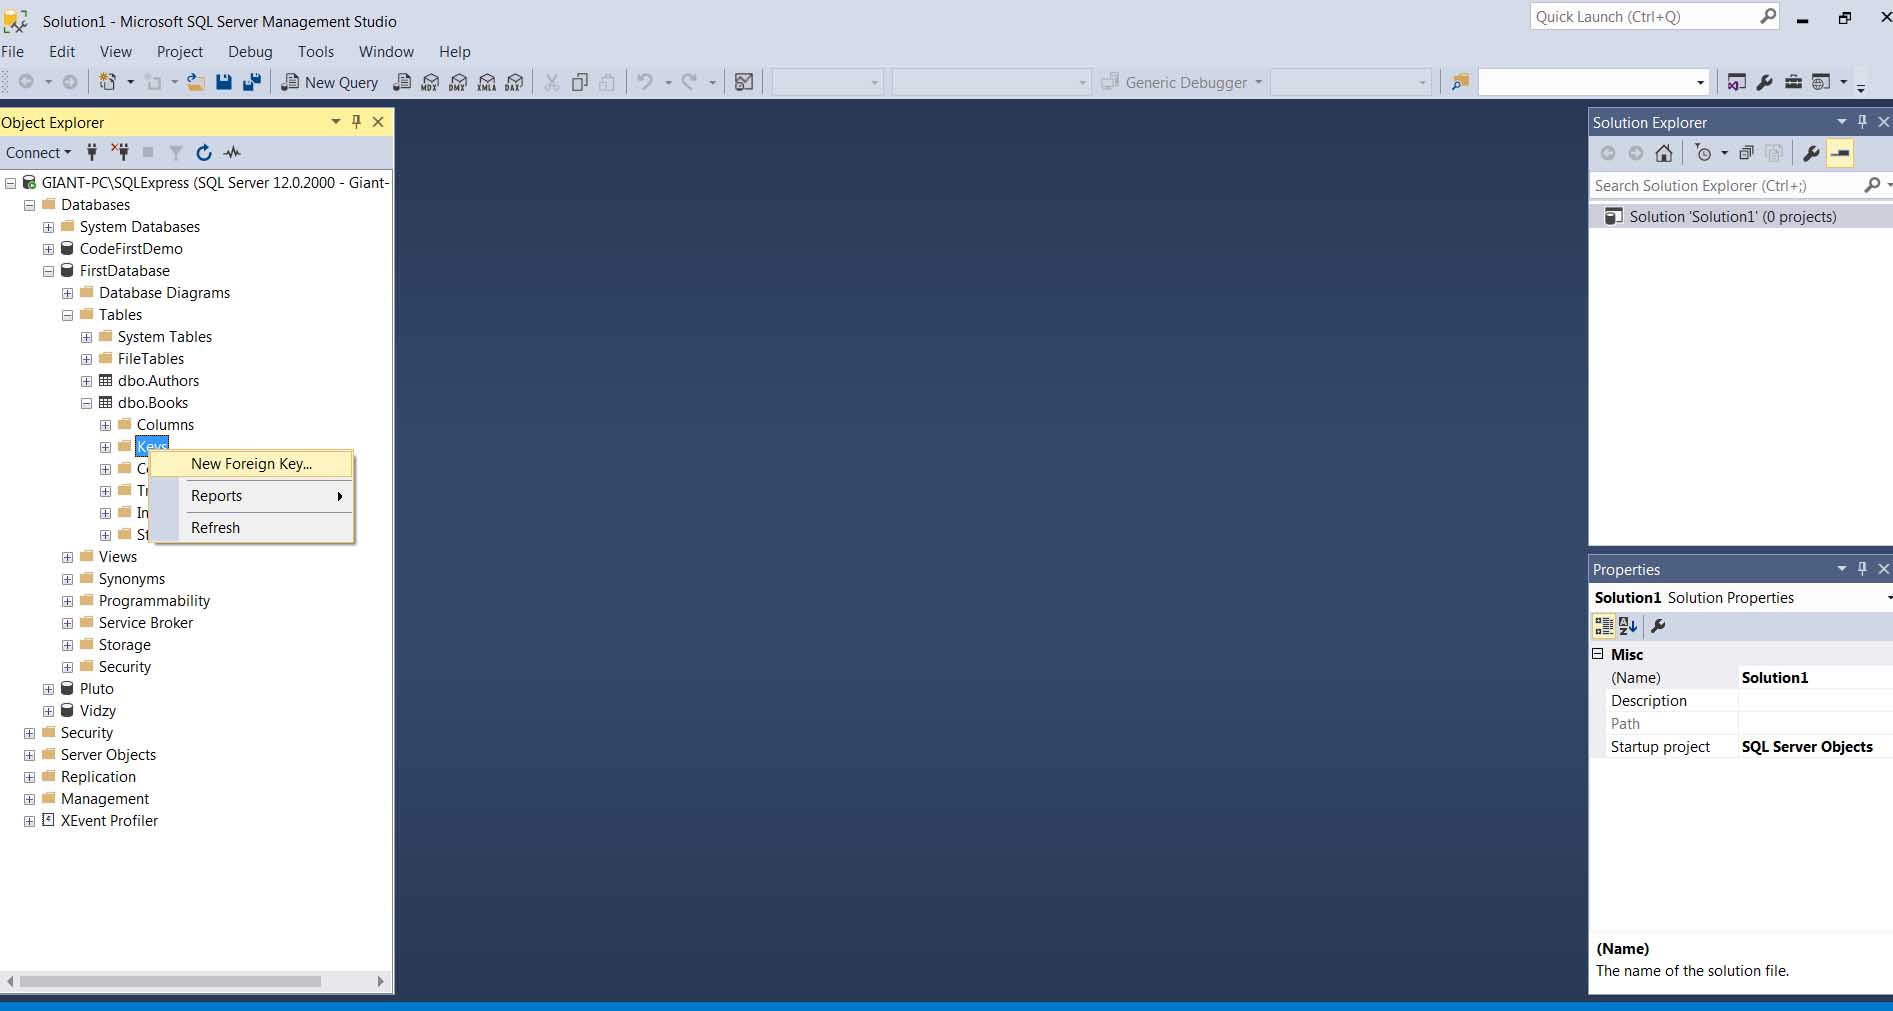 Solution1 - Microsoft SQL Server Management Studio
Quick Launch (Ctrl+Q)
File Edit View Project Debug Tools Window Help
New Query MDX DMX XMLA DAX Generic Debugger
Object Explorer
Connect
GIANT-PC\SQLExpress (SQL Server 12.0.2000 - Giant-
Databases
System Databases
CodeFirstDemo
FirstDatabase
Database Diagrams
Tables
System Tables
FileTables
dbo.Authors
dbo.Books
Columns
Keys
New Foreign Key...
Reports
Refresh
Views
Synonyms
Programmability
Service Broker
Storage
Security
Pluto
Vidzy
Security
Server Objects
Replication
Management
XEvent Profiler
Solution Explorer
Search Solution Explorer (Ctrl+;)
Solution 'Solution1' (0 projects)
Properties
Solution1 Solution Properties
Misc
(Name) Solution1
Description
Path
Startup project SQL Server Objects
(Name)
The name of the solution file.